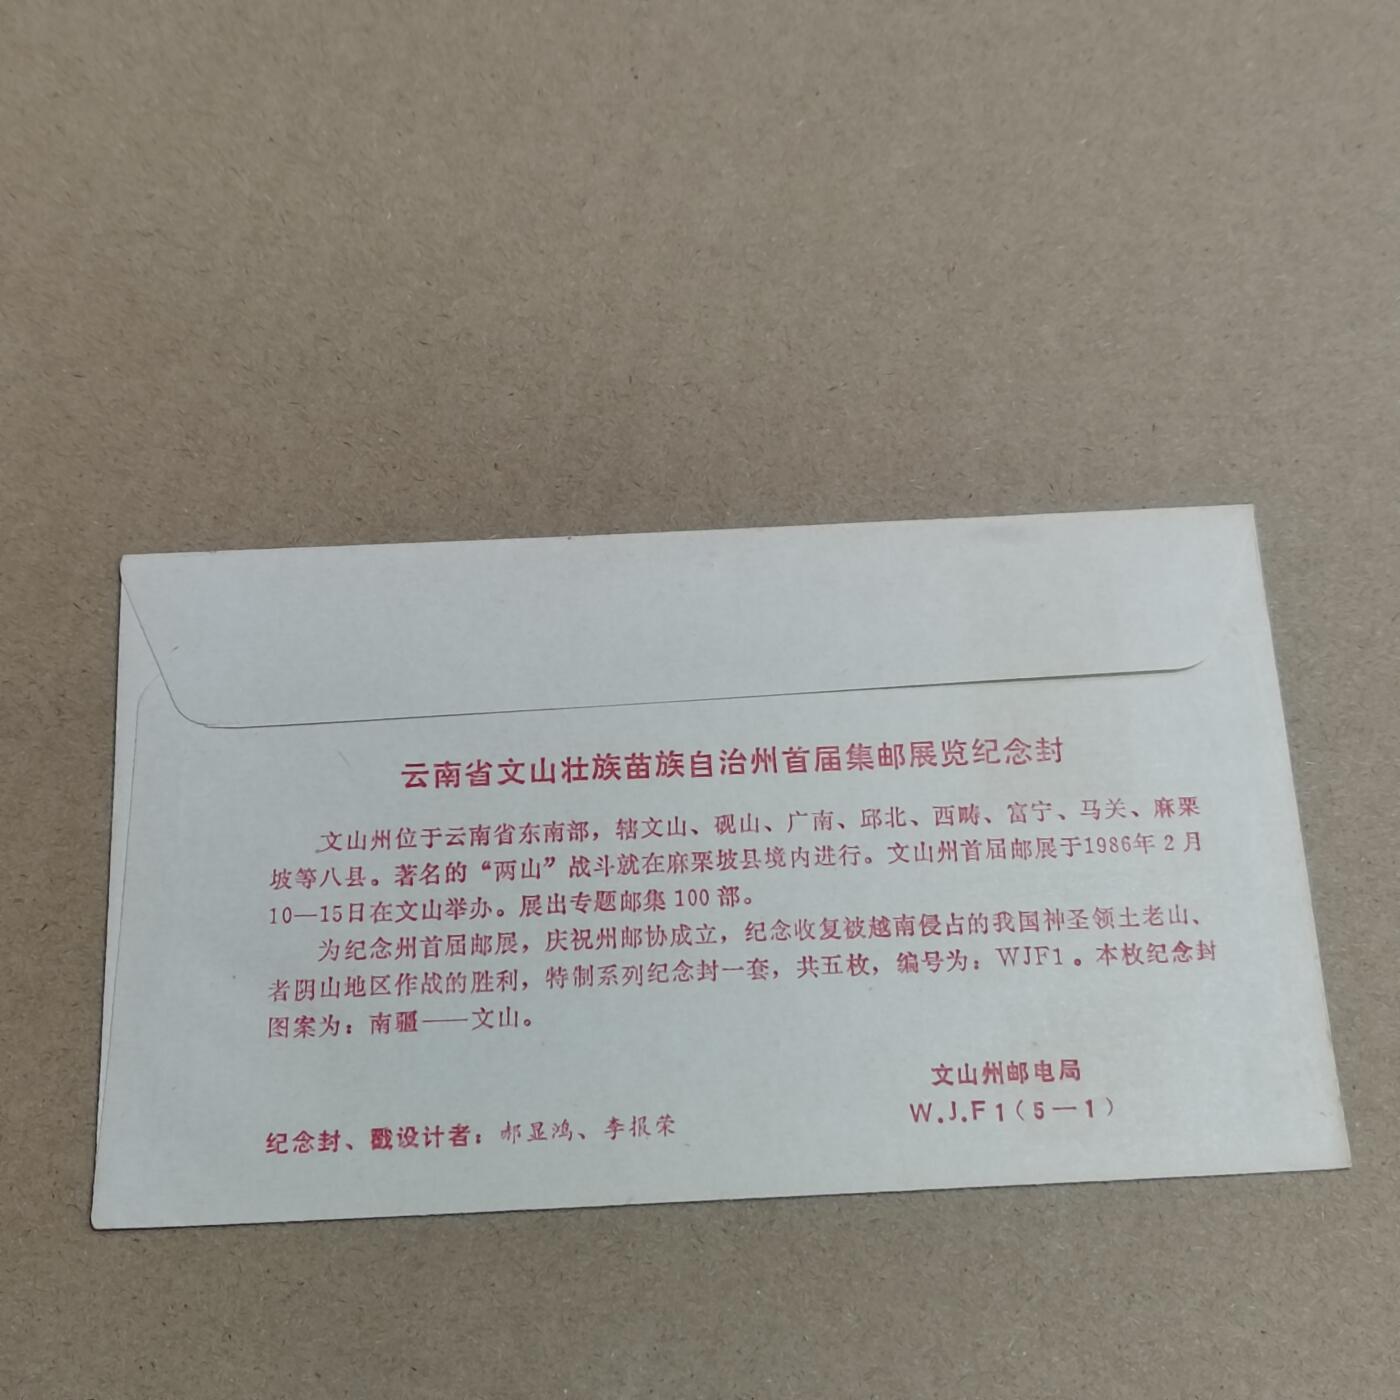 云南省文山壮族苗族自治州首届集邮展览纪念封
文山州位于云南省东南部，辖文山、砚山、广南、邱北、西畴、富宁、马关、麻栗
坡等八县。著名的“两山”战斗就在麻栗坡县境内进行。文山州首届邮展于1986年2月
10—15日在文山举办。展出专题邮集100部。
为纪念州首届邮展，庆祝州邮协成立，纪念收复被越南侵占的我国神圣领土老山、
者阴山地区作战的胜利，特制系列纪念封一套，共五枚，编号为：WJF1。本枚纪念封
图案为：南疆——文山。
文山州邮电局
W.J.F1（5—1）
纪念封、戳设计者：郝显鸿、李报荣